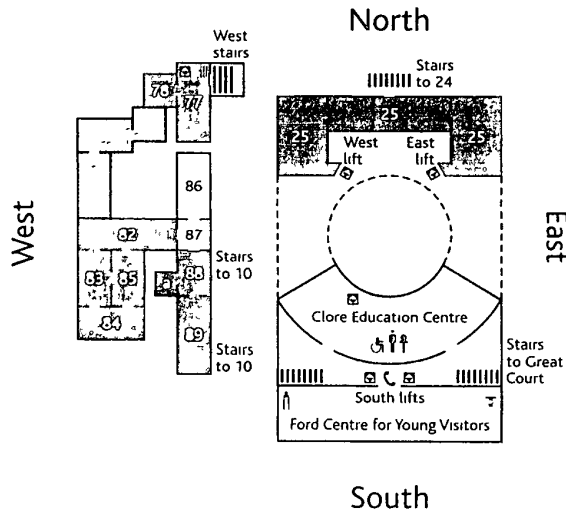 North
West
stairs
Stairs
to 24
78
77
25
25
25
West
lift
East
lift
86
West
East
82
87
Stairs
to 10
88
83
85
84
89
Clore Education Centre
Stairs
to 10
Stairs
to Great
Court
South lifts
Ford Centre for Young Visitors
South